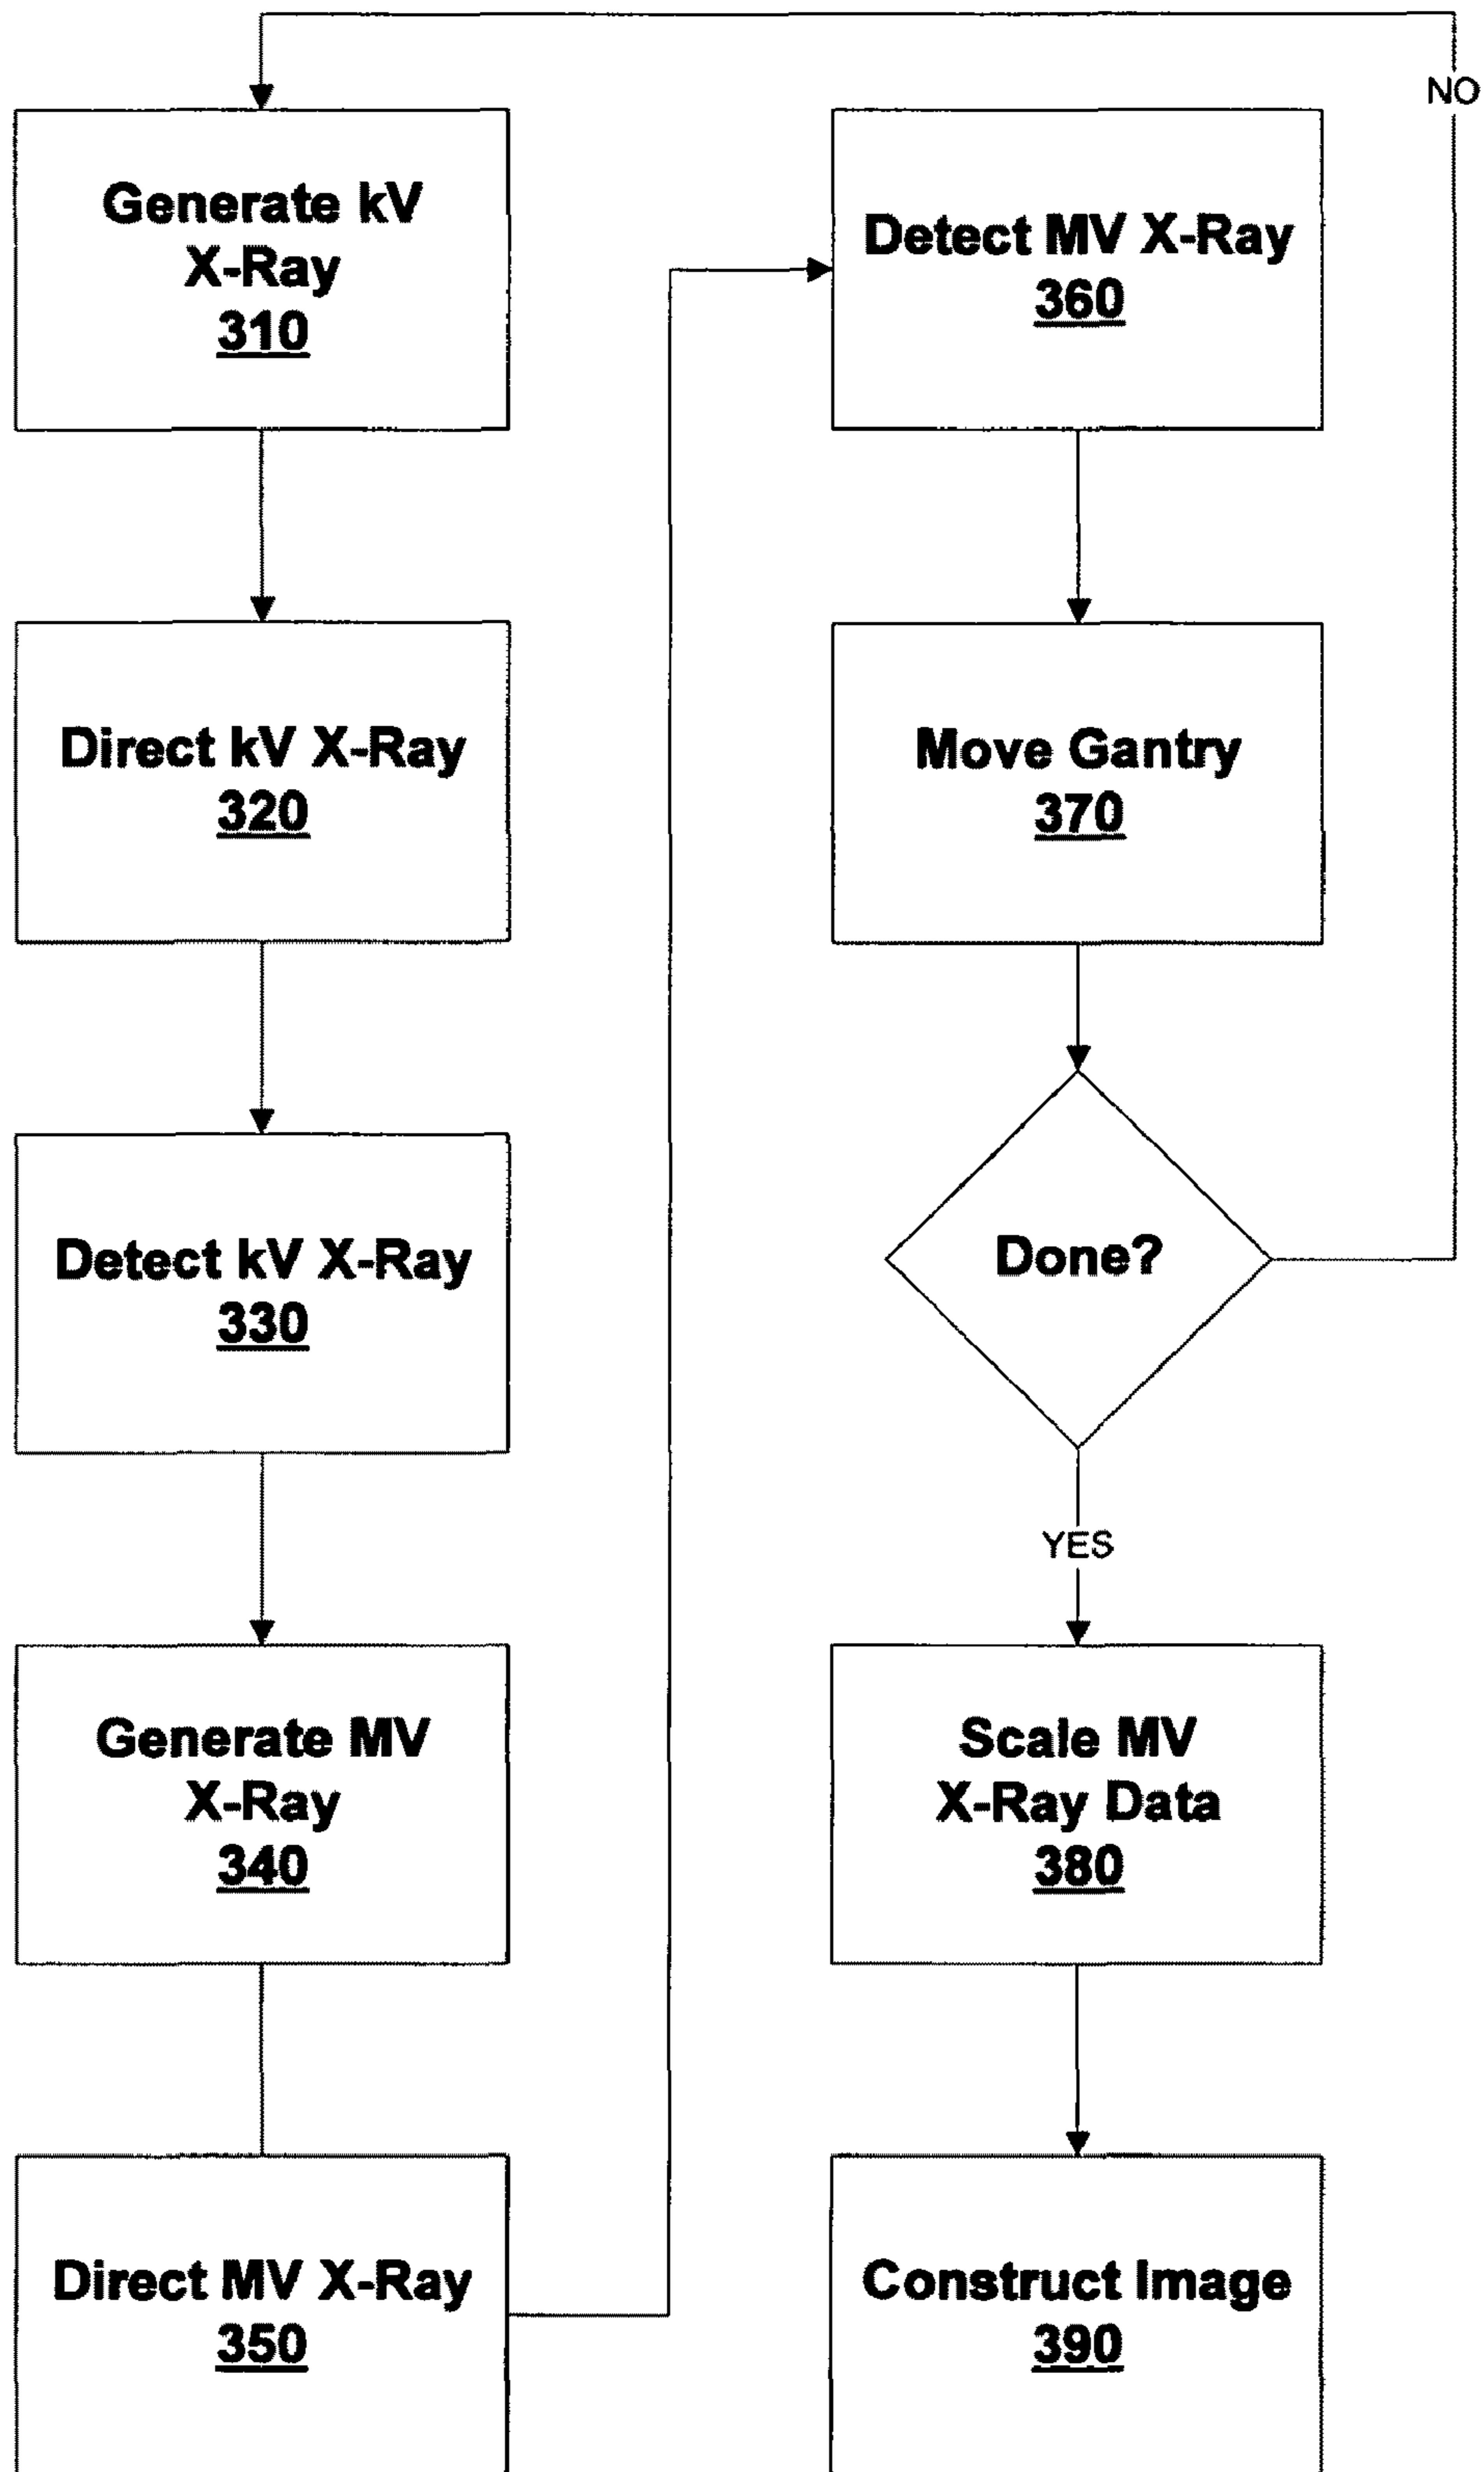 Generate kV
X-Ray
310
Direct kV X-Ray
320
Detect kV X-Ray
330
Generate MV
X-Ray
340
Direct MV X-Ray
350
Detect MV X-Ray
360
Move Gantry
370
Done?
NO
YES
Scale MV
X-Ray Data
380
Construct Image
390